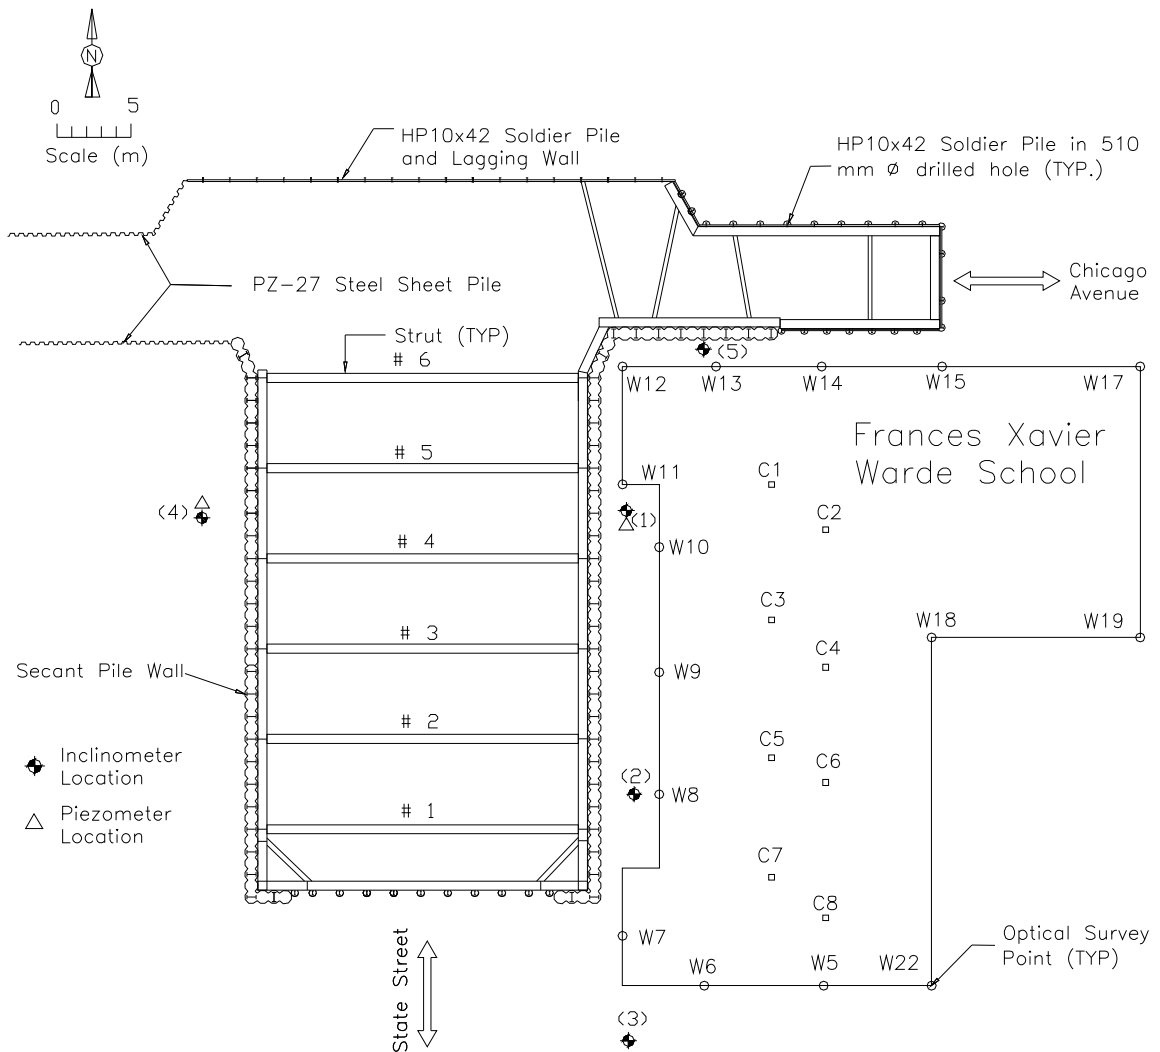 N
0 5
Scale (m)
HP10x42 Soldier Pile
and Lagging Wall
HP10x42 Soldier Pile in 510
mm Ø drilled hole (TYP.)
PZ-27 Steel Sheet Pile
Chicago
Avenue
Strut (TYP)
# 6
(5)
W12
W13
W14
W15
W17
Frances Xavier
Warde School
# 5
W11
C1
(4)
(1)
C2
# 4
W10
C3
# 3
W18
W19
C4
Secant Pile Wall
W9
# 2
C5
C6
Inclinometer
Location
(2)
W8
Piezometer
Location
# 1
C7
C8
State Street
W7
Optical Survey
Point (TYP)
W6
W5
W22
(3)